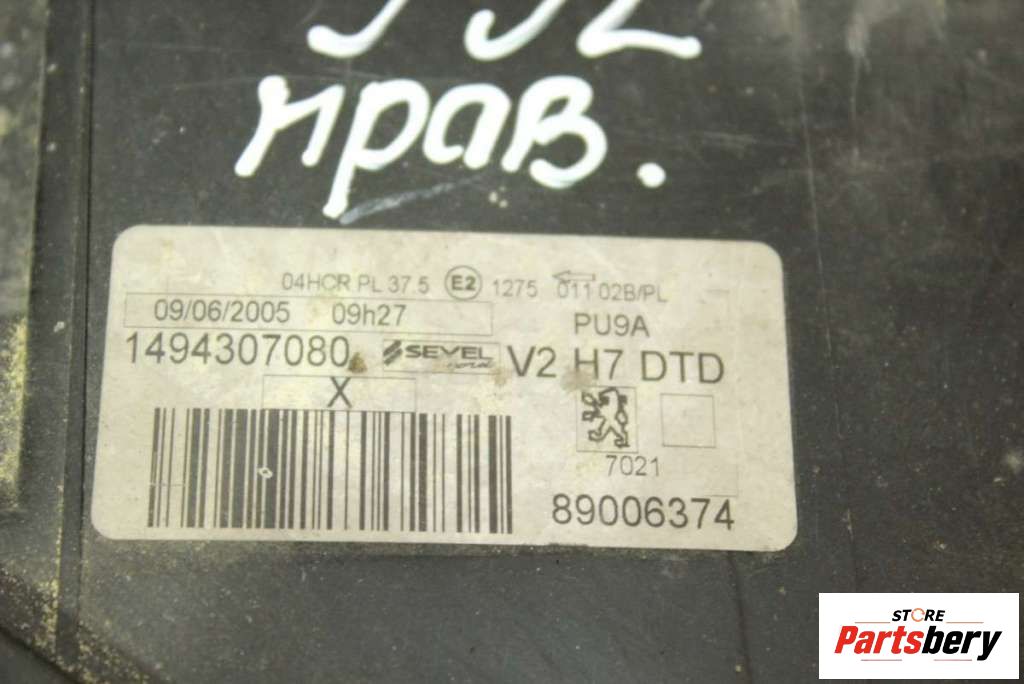 прав.
04HCR PL 37.5 E2 1275 011 02B/PL
09/06/2005 09h27
PU9A
1494307080 SEVEL V2 H7 DTD
X
7021
89006374
STORE
Partsbery